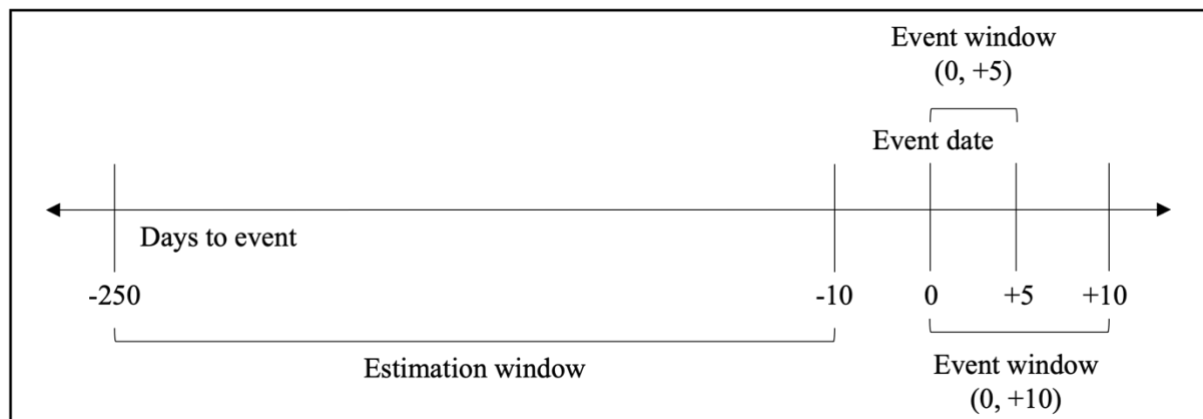 Event window
(0, +5)
Event date
Days to event
-250
-10
0
+5
+10
Estimation window
Event window
(0, +10)